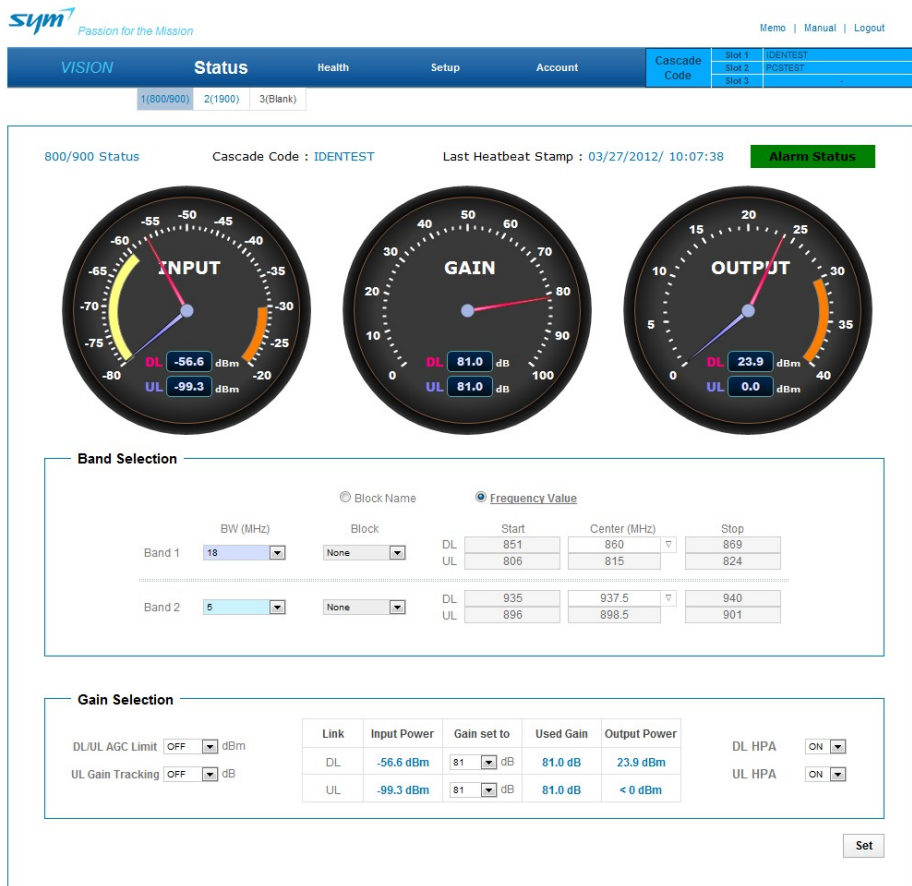 sym
Passion for the Mission
Memo | Manual | Logout
VISION Status Health Setup Account
Cascade Code
Slot 1 IDENTEST
Slot 2 PCSTEST
Slot 3 -
1(800/900) 2(1900) 3(Blank)
800/900 Status Cascade Code : IDENTEST Last Heatbeat Stamp : 03/27/2012/ 10:07:38 Alarm Status
INPUT
-80 -75 -70 -65 -60 -55 -50 -45 -40 -35 -30 -25 -20
DL -56.6 dBm
UL -99.3 dBm
GAIN
0 10 20 30 40 50 60 70 80 90 100
DL 81.0 dB
UL 81.0 dB
OUTPUT
0 5 10 15 20 25 30 35 40
DL 23.9 dBm
UL 0.0 dBm
Band Selection
Block Name Frequency Value
BW (MHz) Block Start Center (MHz) Stop
Band 1 18 None
DL 851 860 869
UL 806 815 824
Band 2 5 None
DL 935 937.5 940
UL 896 898.5 901
Gain Selection
DL/UL AGC Limit OFF dBm
UL Gain Tracking OFF dB
Link Input Power Gain set to Used Gain Output Power
DL -56.6 dBm 81 dB 81.0 dB 23.9 dBm
UL -99.3 dBm 81 dB 81.0 dB < 0 dBm
DL HPA ON
UL HPA ON
Set